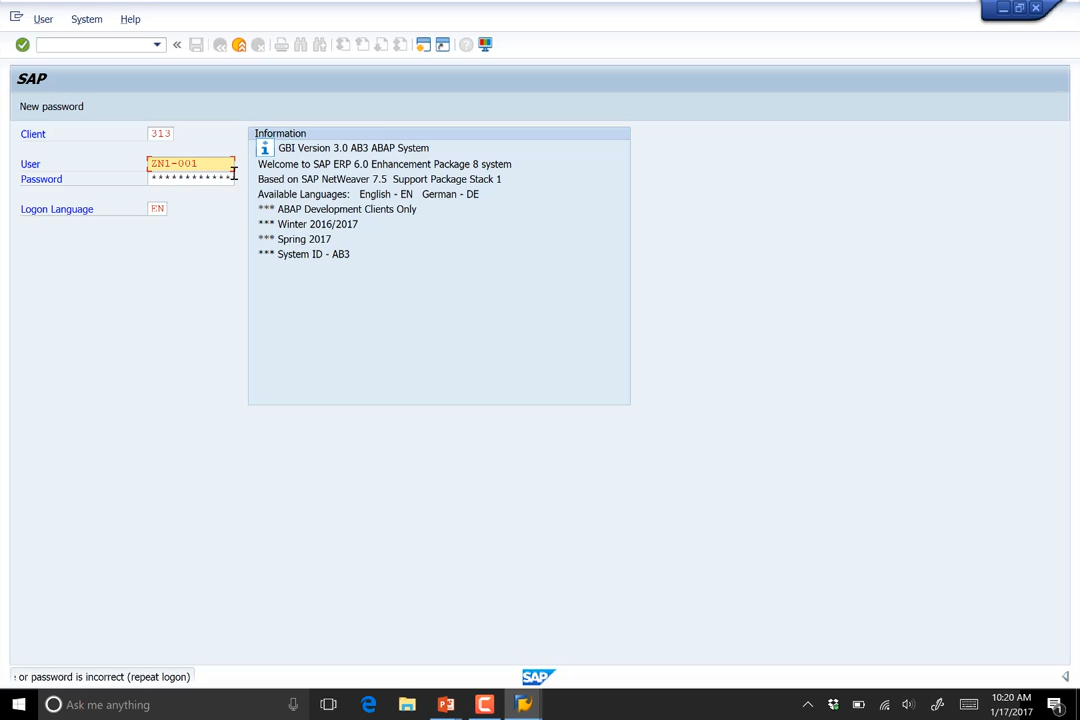 User System Help
SAP
New password
Client 313
User ZN1-001
Password ************
Logon Language EN
Information
GBI Version 3.0 AB3 ABAP System
Welcome to SAP ERP 6.0 Enhancement Package 8 system
Based on SAP NetWeaver 7.5 Support Package Stack 1
Available Languages: English - EN German - DE
*** ABAP Development Clients Only
*** Winter 2016/2017
*** Spring 2017
*** System ID - AB3
or password is incorrect (repeat logon)
SAP
Ask me anything
10:20 AM
1/17/2017
1